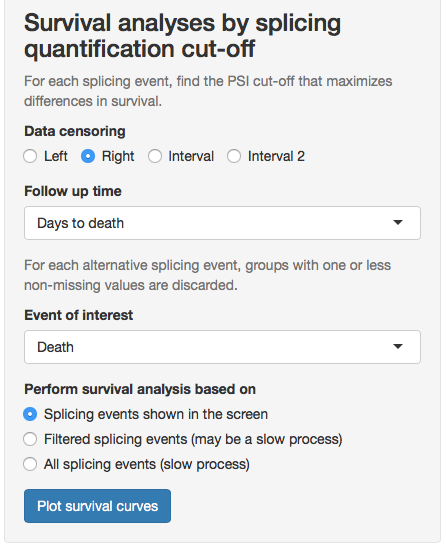 Survival analyses by splicing
quantification cut-off
For each splicing event, find the PSI cut-off that maximizes
differences in survival.
Data censoring
Left Right Interval Interval 2
Follow up time
Days to death
For each alternative splicing event, groups with one or less
non-missing values are discarded.
Event of interest
Death
Perform survival analysis based on
Splicing events shown in the screen
Filtered splicing events (may be a slow process)
All splicing events (slow process)
Plot survival curves